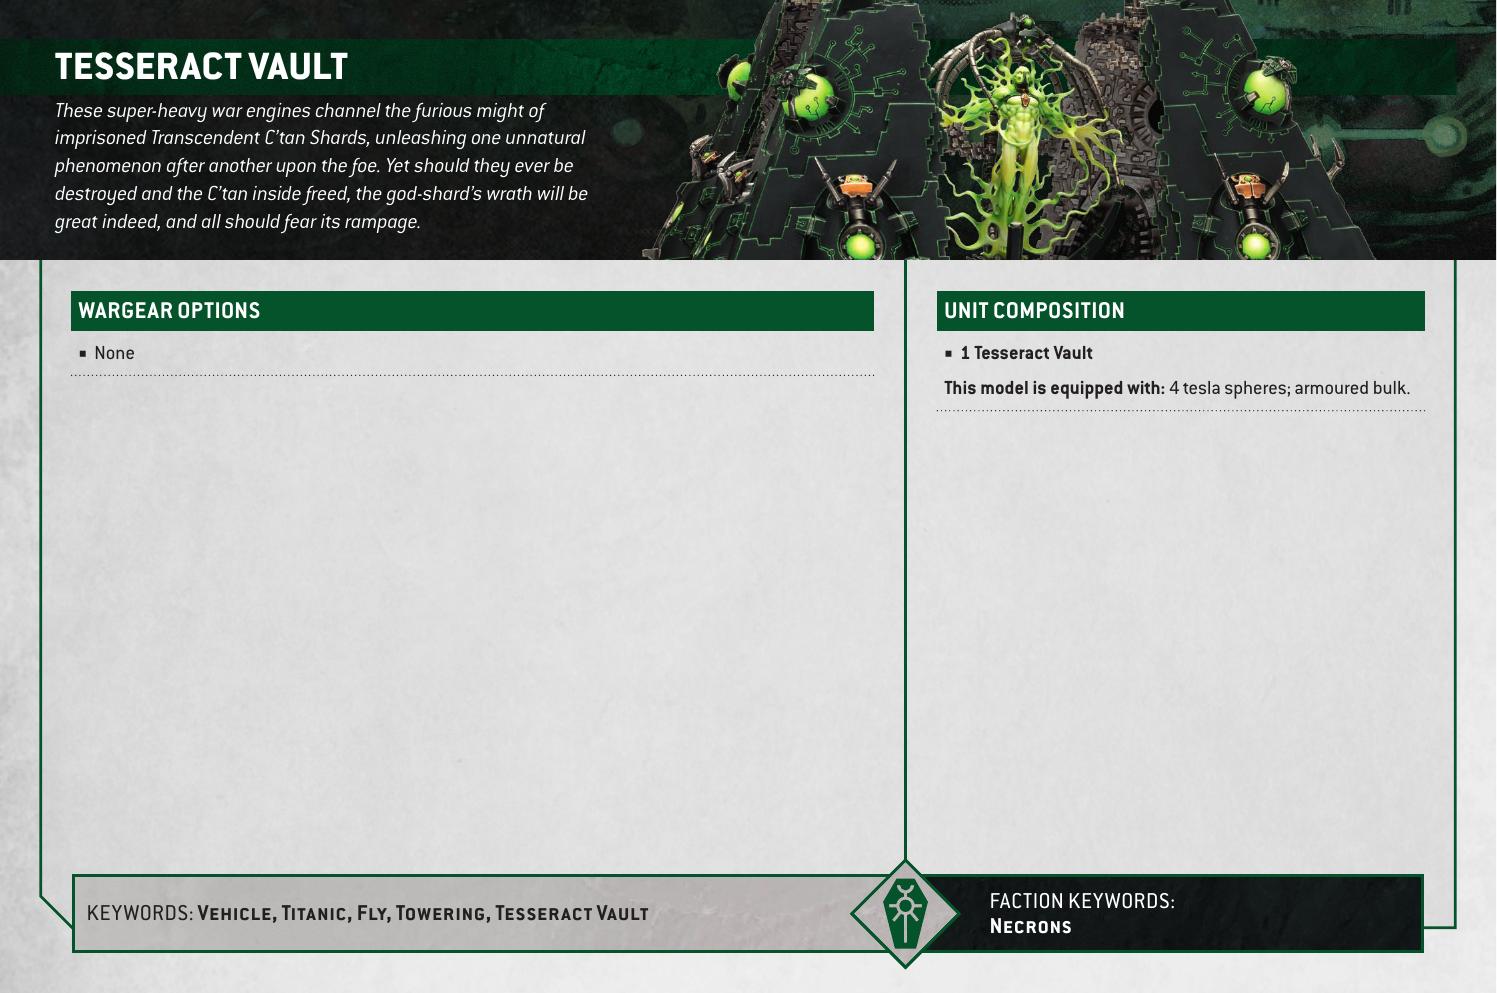 TESSERACT VAULT
These super-heavy war engines channel the furious might of
imprisoned Transcendent C’tan Shards, unleashing one unnatural
phenomenon after another upon the foe. Yet should they ever be
destroyed and the C’tan inside freed, the god-shard’s wrath will be
great indeed, and all should fear its rampage.
WARGEAR OPTIONS
▪ None
UNIT COMPOSITION
▪ 1 Tesseract Vault
This model is equipped with: 4 tesla spheres; armoured bulk.
KEYWORDS: Vehicle, Titanic, Fly, Towering, Tesseract Vault
FACTION KEYWORDS:
Necrons